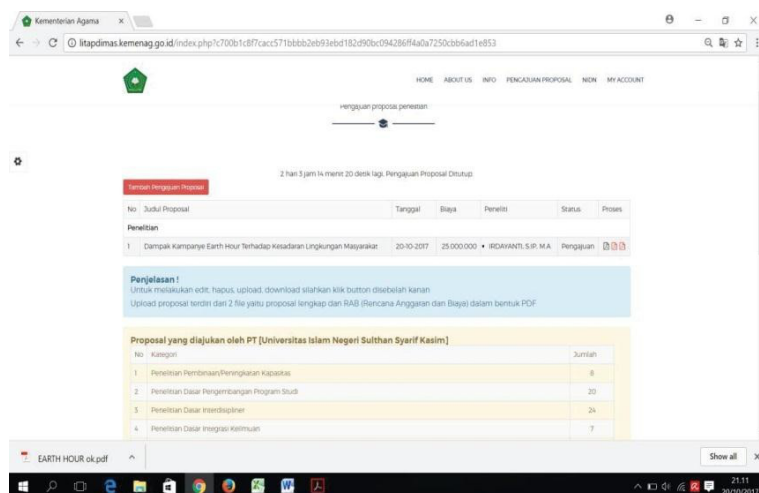 Kementerian Agama
litapdimas.kemenag.go.id/index.php?c700b1c8f7cacc571bbbb2eb93ebd182d90bc094286ff4a0a7250cbb6ad1e853
HOME ABOUT US INFO PENGAJUAN PROPOSAL NIDN MY ACCOUNT
Pengajuan proposal penelitian
2 hari 3 jam 14 menit 20 detik lagi, Pengajuan Proposal Ditutup
Tambah Pengajuan Proposal
No Judul Proposal Tanggal Biaya Peneliti Status Proses
Penelitian
1 Dampak Kampanye Earth Hour Terhadap Kesadaran Lingkungan Masyarakat 20-10-2017 25.000.000 • IRDAYANTI, S.IP. M.A Pengajuan
Penjelasan !
Untuk melakukan edit, hapus, upload, download silahkan klik button disebelah kanan
Upload proposal terdiri dari 2 file yaitu proposal lengkap dan RAB (Rencana Anggaran dan Biaya) dalam bentuk PDF
Proposal yang diajukan oleh PT [Universitas Islam Negeri Sulthan Syarif Kasim]
No Kategori Jumlah
1 Penelitian Pembinaan/Peningkatan Kapasitas 8
2 Penelitian Dasar Pengembangan Program Studi 20
3 Penelitian Dasar Interdisipliner 24
4 Penelitian Dasar Integrasi Keilmuan 7
EARTH HOUR ok.pdf
Show all
21.11
20/10/2017